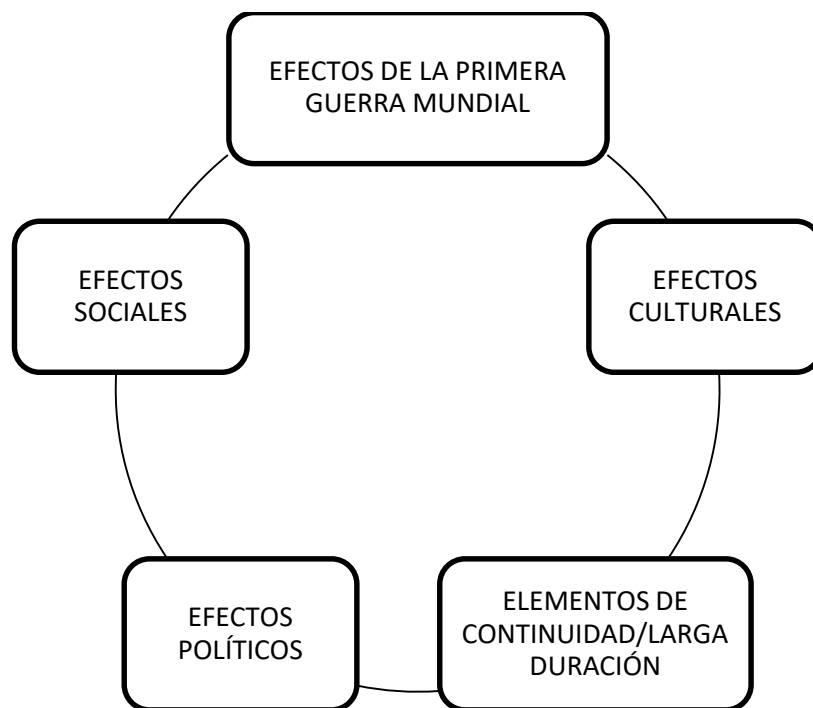 EFECTOS DE LA PRIMERA
GUERRA MUNDIAL
EFECTOS
SOCIALES
EFECTOS
CULTURALES
EFECTOS
POLÍTICOS
ELEMENTOS DE
CONTINUIDAD/LARGA
DURACIÓN